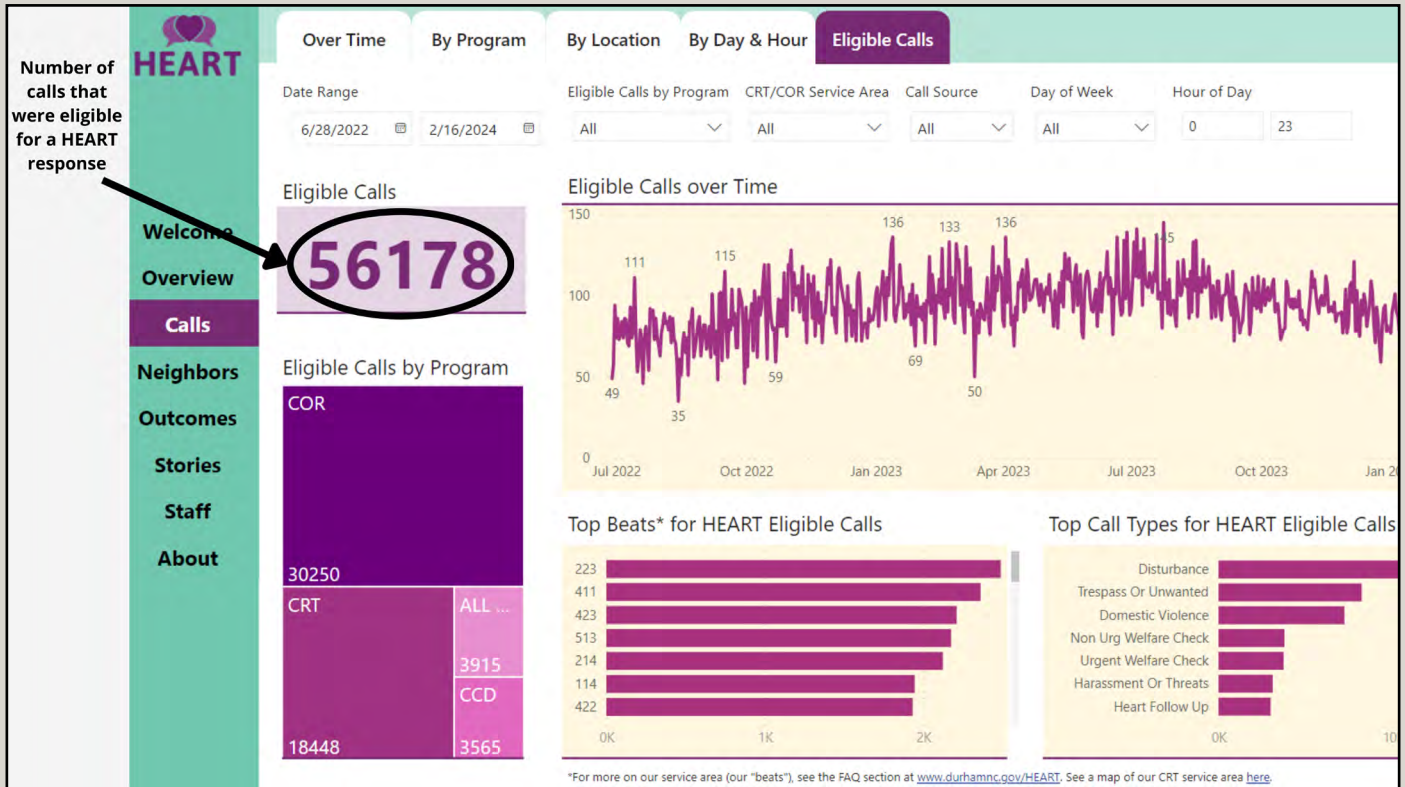 Number of
calls that
were eligible
for a HEART
response
HEART
Welcome
Overview
Calls
Neighbors
Outcomes
Stories
Staff
About
Over Time
By Program
By Location
By Day & Hour
Eligible Calls
Date Range
6/28/2022
2/16/2024
Eligible Calls by Program
All
CRT/COR Service Area
All
Call Source
All
Day of Week
All
Hour of Day
0
23
Eligible Calls
56178
Eligible Calls by Program
COR
30250
CRT
18448
ALL ...
3915
CCD
3565
Eligible Calls over Time
150
100
50
0
49
111
35
115
59
136
69
133
50
136
45
Jul 2022
Oct 2022
Jan 2023
Apr 2023
Jul 2023
Oct 2023
Jan 20
Top Beats* for HEART Eligible Calls
223
411
423
513
214
114
422
0K
1K
2K
Top Call Types for HEART Eligible Calls
Disturbance
Trespass Or Unwanted
Domestic Violence
Non Urg Welfare Check
Urgent Welfare Check
Harassment Or Threats
Heart Follow Up
0K
10
*For more on our service area (our "beats"), see the FAQ section at www.durhamnc.gov/HEART. See a map of our CRT service area here.